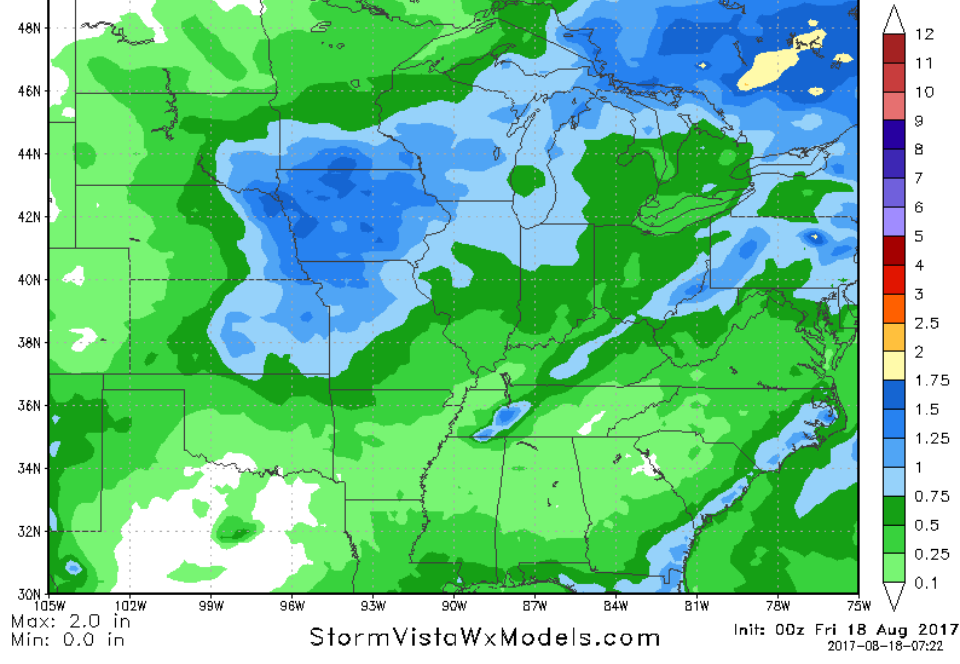 48N
46N
44N
42N
40N
38N
36N
34N
32N
30N
105W 102W 99W 96W 93W 90W 87W 84W 81W 78W 75W
12
11
10
9
8
7
6
5
4
3
2.5
2
1.75
1.5
1.25
1
0.75
0.5
0.25
0.1
Max: 2.0 in
Min: 0.0 in
StormVistaWxModels.com
Init: 00z Fri 18 Aug 2017
2017-08-18-07:22